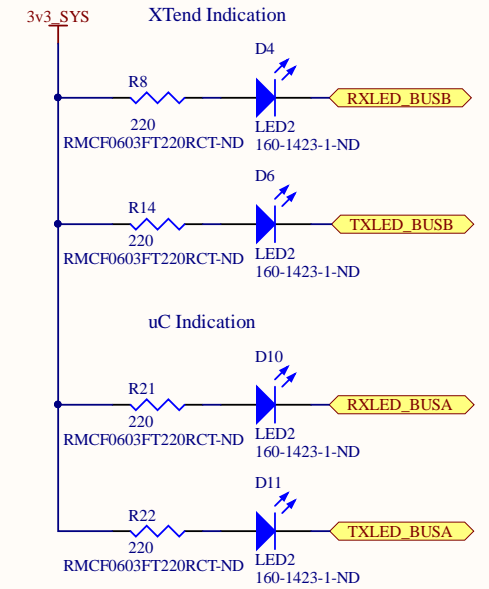 3v3_SYS
XTend Indication
D4
R8
RXLED_BUSB
220
LED2
RMCF0603FT220RCT-ND
160-1423-1-ND
D6
R14
TXLED_BUSB
220
LED2
RMCF0603FT220RCT-ND
160-1423-1-ND
uC Indication
D10
R21
RXLED_BUSA
220
LED2
RMCF0603FT220RCT-ND
160-1423-1-ND
D11
R22
TXLED_BUSA
220
LED2
RMCF0603FT220RCT-ND
160-1423-1-ND